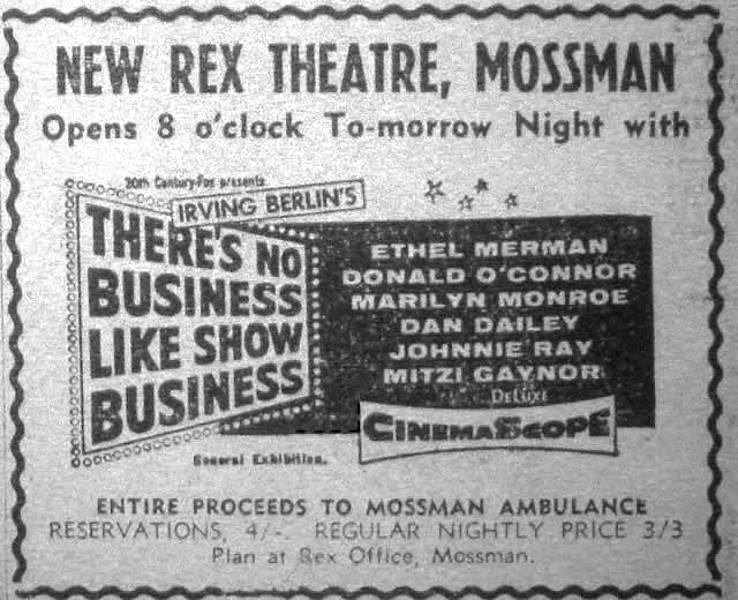 NEW REX THEATRE, MOSSMAN
Opens 8 o'clock To-morrow Night with
20th Century-Fox presents
IRVING BERLIN'S
THERE'S NO
BUSINESS
LIKE SHOW
BUSINESS
ETHEL MERMAN
DONALD O'CONNOR
MARILYN MONROE
DAN DAILEY
JOHNNIE RAY
MITZI GAYNOR
DELUXE
CINEMASCOPE
General Exhibition.
ENTIRE PROCEEDS TO MOSSMAN AMBULANCE
RESERVATIONS, 4/-. REGULAR NIGHTLY PRICE 3/3
Plan at Rex Office, Mossman.